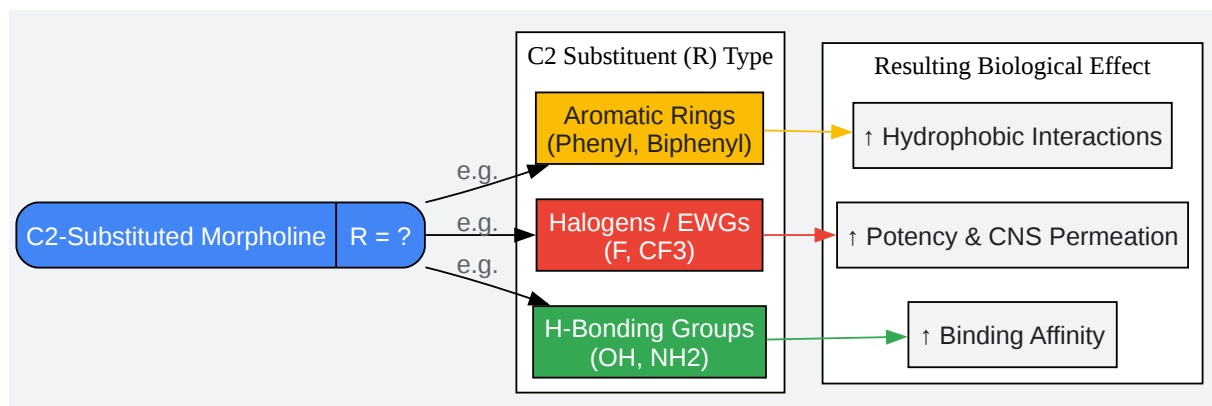 C2 Substituent (R) Type
Resulting Biological Effect
Aromatic Rings
(Phenyl, Biphenyl)
↑ Hydrophobic Interactions
e.g.
C2-Substituted Morpholine
R = ?
e.g.
Halogens / EWGs
(F, CF3)
↑ Potency & CNS Permeation
e.g.
H-Bonding Groups
(OH, NH2)
↑ Binding Affinity